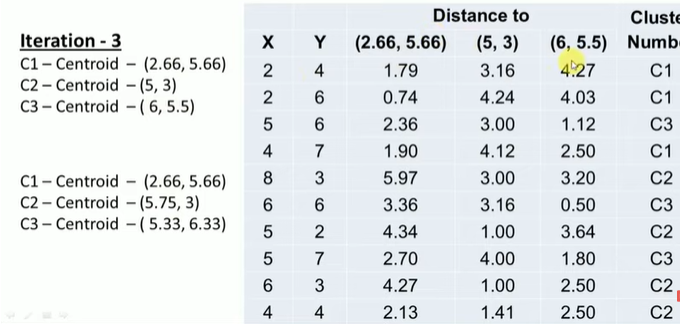 Iteration - 3
C1 – Centroid – (2.66, 5.66)
C2 – Centroid – (5, 3)
C3 – Centroid – ( 6, 5.5)
C1 – Centroid – (2.66, 5.66)
C2 – Centroid – (5.75, 3)
C3 – Centroid – ( 5.33, 6.33)
Distance to Cluste
X Y (2.66, 5.66) (5, 3) (6, 5.5) Numb
2 4 1.79 3.16 4.27 C1
2 6 0.74 4.24 4.03 C1
5 6 2.36 3.00 1.12 C3
4 7 1.90 4.12 2.50 C1
8 3 5.97 3.00 3.20 C2
6 6 3.36 3.16 0.50 C3
5 2 4.34 1.00 3.64 C2
5 7 2.70 4.00 1.80 C3
6 3 4.27 1.00 2.50 C2
4 4 2.13 1.41 2.50 C2